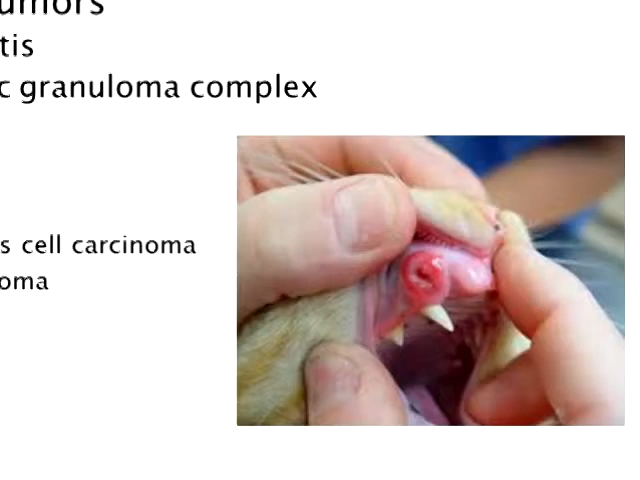 umors
tis
c granuloma complex
s cell carcinoma
oma